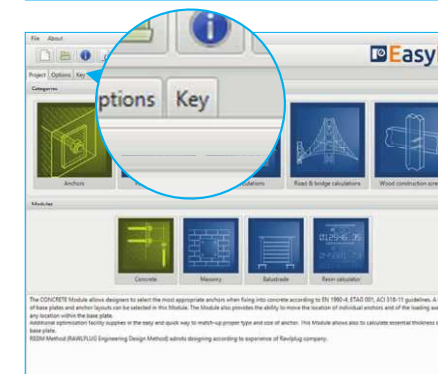 File About
Easy
Project Options Key
ptions Key
Categories
Anchors
Road & bridge calculations
Wood construction scre
Modules
Concrete
Masonry
Balustrade
Resin calculator
The CONCRETE Module allows designers to select the most appropriate anchors when fixing into concrete according to EN 1992-4, ETAG 001, ACI 318-11 guidelines. A
of base plates and anchor layouts can be selected in this Module. The Module also provides the ability to move the location of individual anchors and of the loading axe
any location within the base plate.
Additional optimisation facility supplies in the easy and quick way to match-up proper type and size of anchor. This Module allows also to calculate essential thickness o
base plate.
REDM Method (RAWLPLUG Engineering Design Method) admits designing according to experience of Rawlplug company.